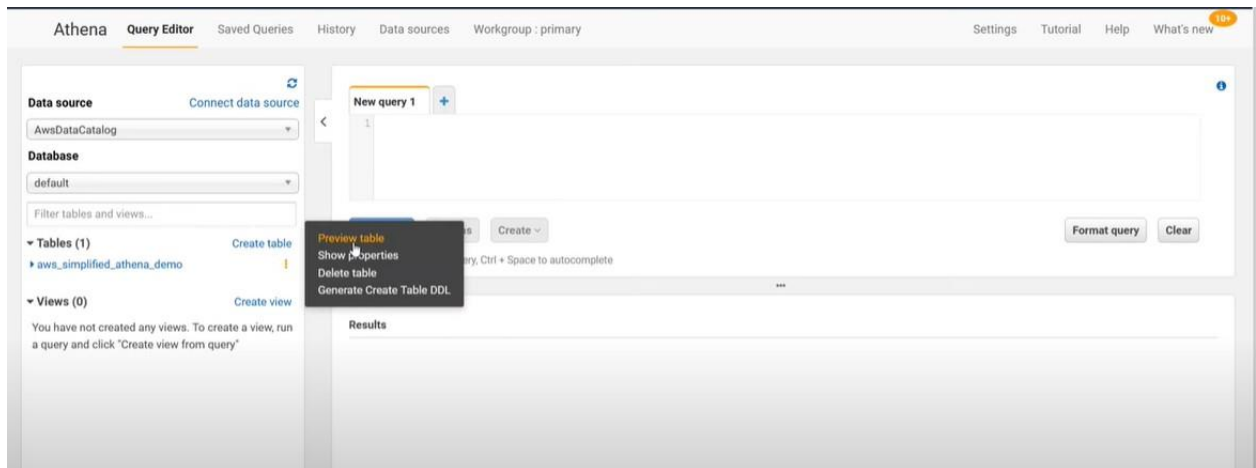 Athena Query Editor Saved Queries History Data sources Workgroup : primary Settings Tutorial Help What's new 10+
Data source Connect data source
AwsDataCatalog
Database
default
Filter tables and views...
Tables (1) Create table
aws_simplified_athena_demo
Views (0) Create view
You have not created any views. To create a view, run
a query and click "Create view from query"
New query 1 +
1
Create
Format query Clear
Preview table
Show properties
Delete table
Generate Create Table DDL
Ctrl + Space to autocomplete
Results